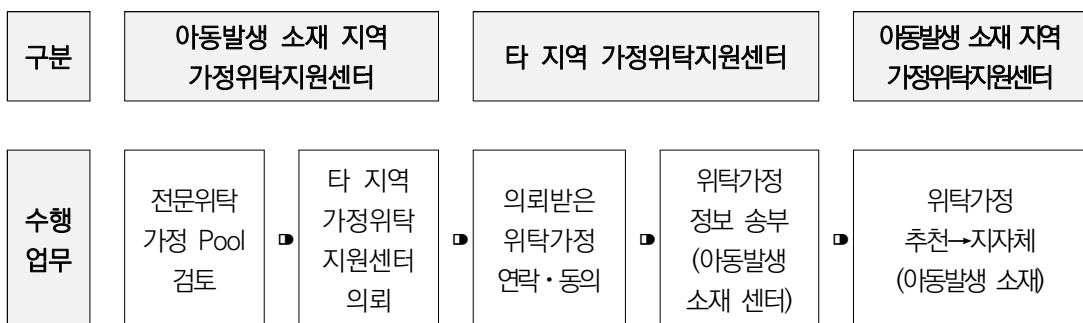 구분
아동발생 소재 지역
가정위탁지원센터
타 지역 가정위탁지원센터
아동발생 소재 지역
가정위탁지원센터
수행
업무
전문위탁
가정 Pool
검토
타 지역
가정위탁
지원센터
의뢰
의뢰받은
위탁가정
연락·동의
위탁가정
정보 송부
(아동발생
소재 센터)
위탁가정
추천→지자체
(아동발생 소재)